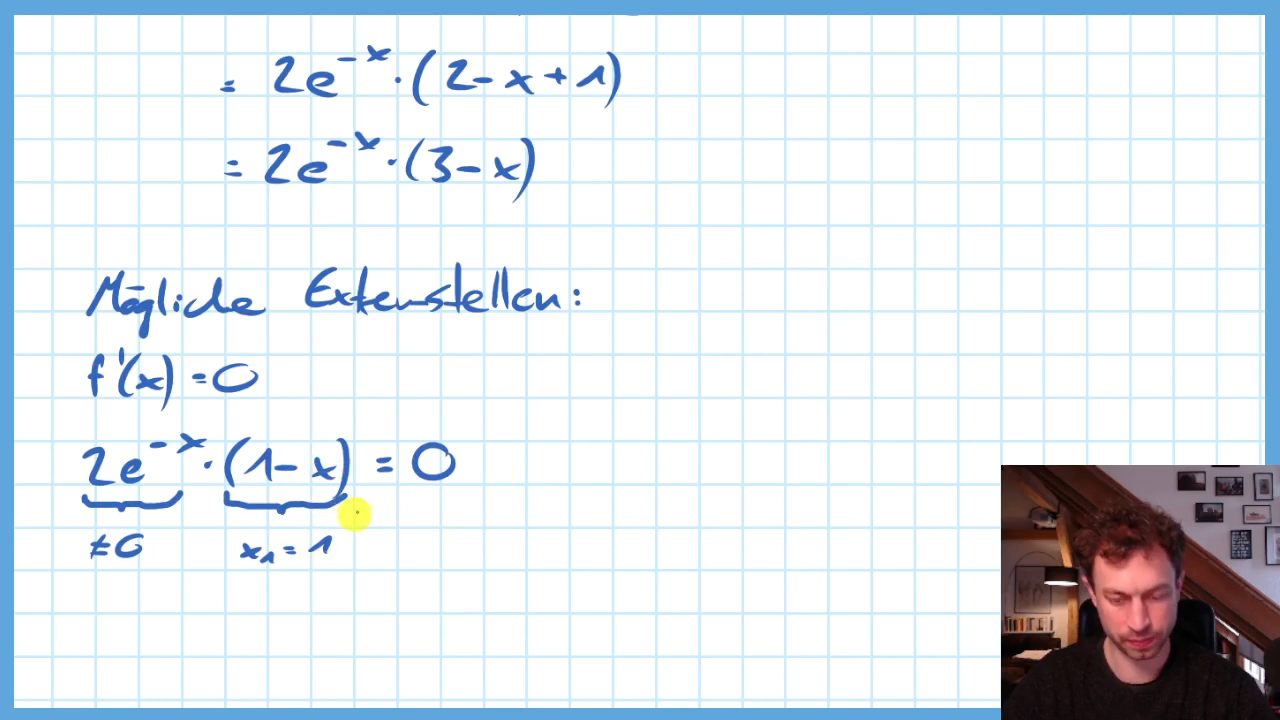 = 2e^-x · (2-x+1)
= 2e^-x · (3-x)
Mögliche Extemstellen:
f'(x) = 0
2e^-x · (1-x) = 0
≠0 x₁ = 1